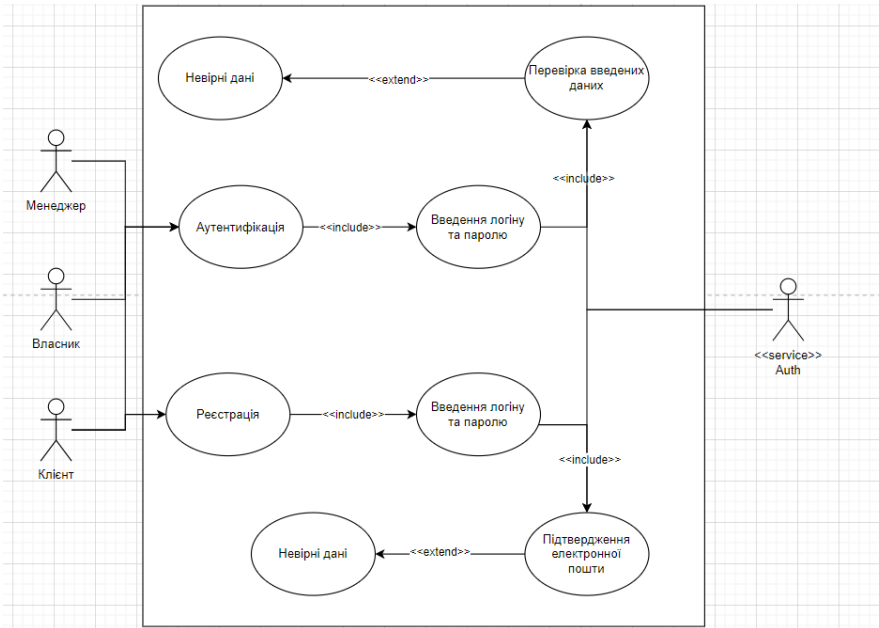 Невірні дані
<<extend>>
Перевірка введених
даних
<<include>>
Менеджер
Аутентифікація
<<include>>
Введення логіну
та паролю
Власник
<<service>>
Auth
Реєстрація
<<include>>
Введення логіну
та паролю
Клієнт
<<include>>
Невірні дані
<<extend>>
Підтвердження
електронної
пошти